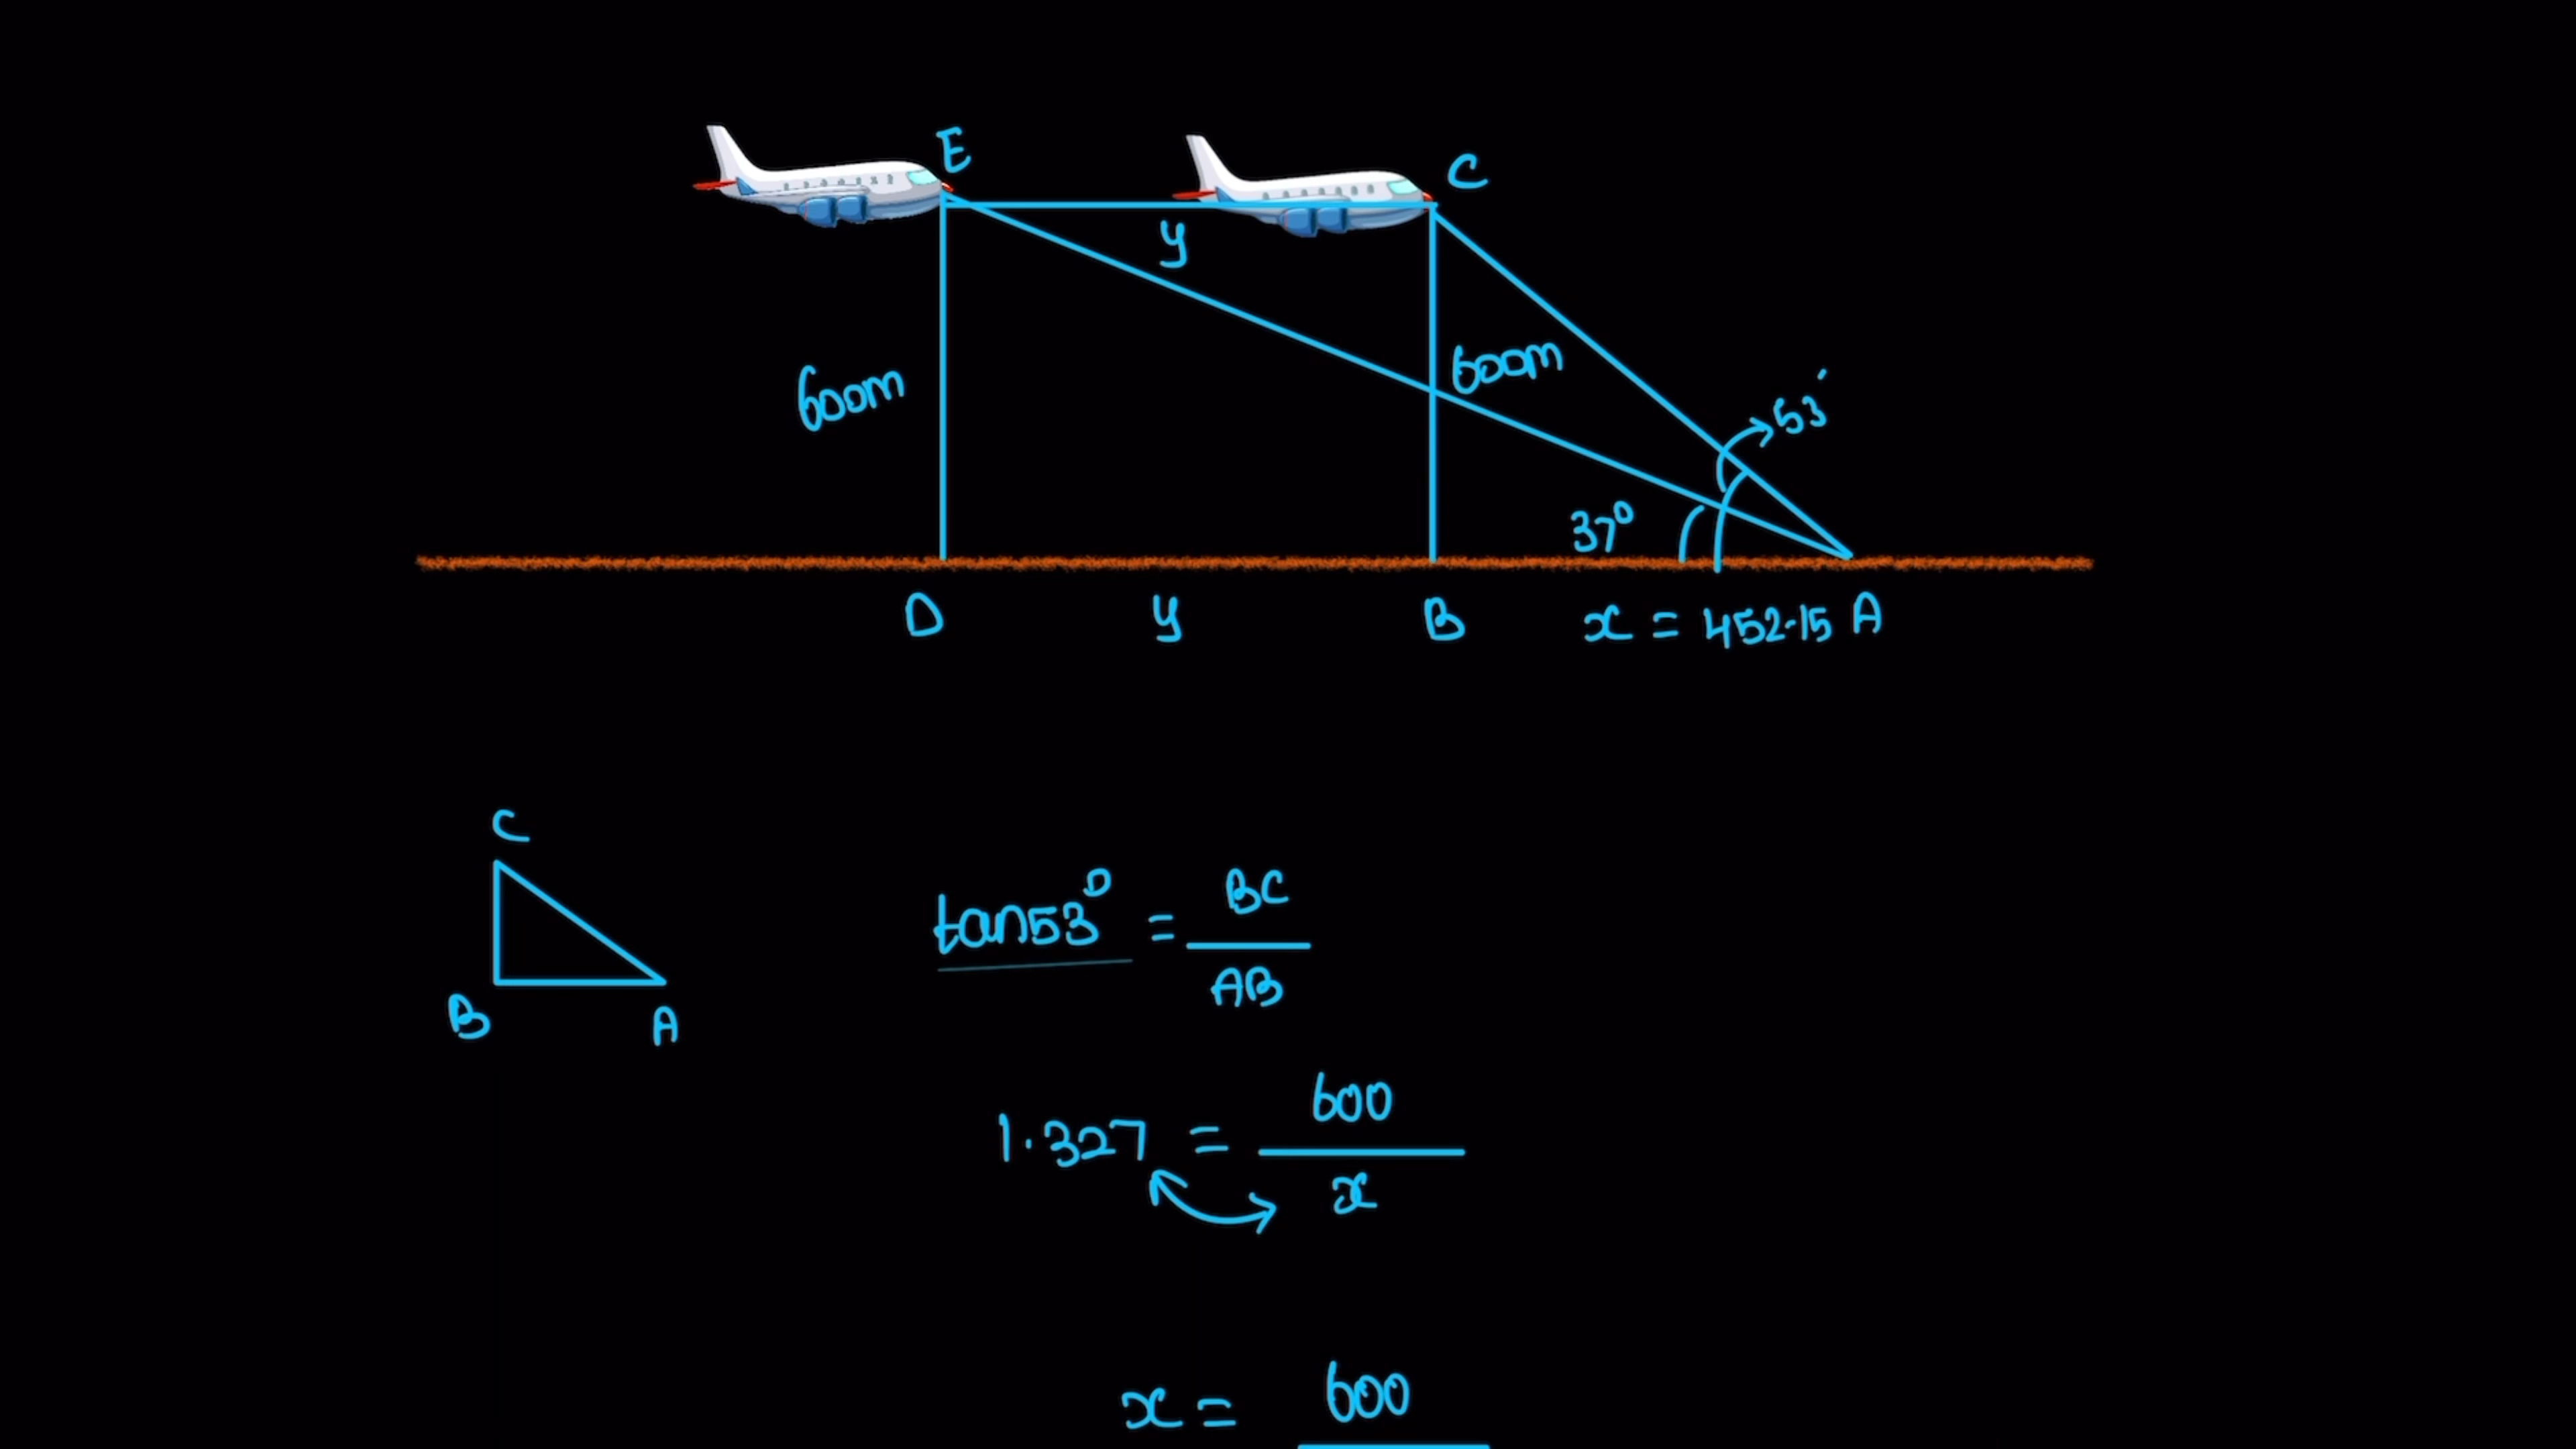 E
C
y
600m
600m
53°
37°
D
y
B
x = 452.15 A
C
B
A
tan53° = BC
AB
1.327 = 600
x
x = 600